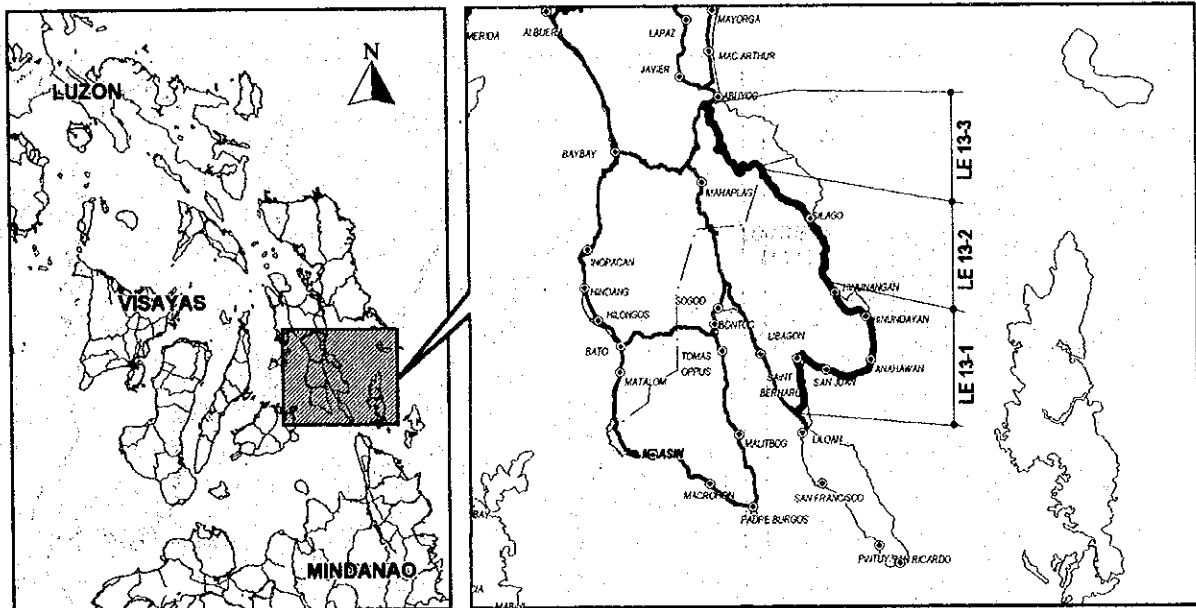 N
LUZON
VISAYAS
MINDANAO
MERIDA
ALBUERA
LAPAZ
MAYORGA
MAC ARTHUR
JAVIER
ABUYOG
BAYBAY
MAHAPLAG
SILAGO
INOPACAN
HINDANG
HILONGOS
SOGOD
BONTOC
HINUNANGAN
HINUNDAYAN
BATO
TOMAS
OPPUS
LIBAGON
SAINT
BERNARD
SAN JUAN
ANAHAWAN
MATALOM
LILOAN
MALITBOG
MAASIN
MACROHON
SAN FRANCISCO
PADRE BURGOS
SAN RICARDO
LE 13-3
LE 13-2
LE 13-1